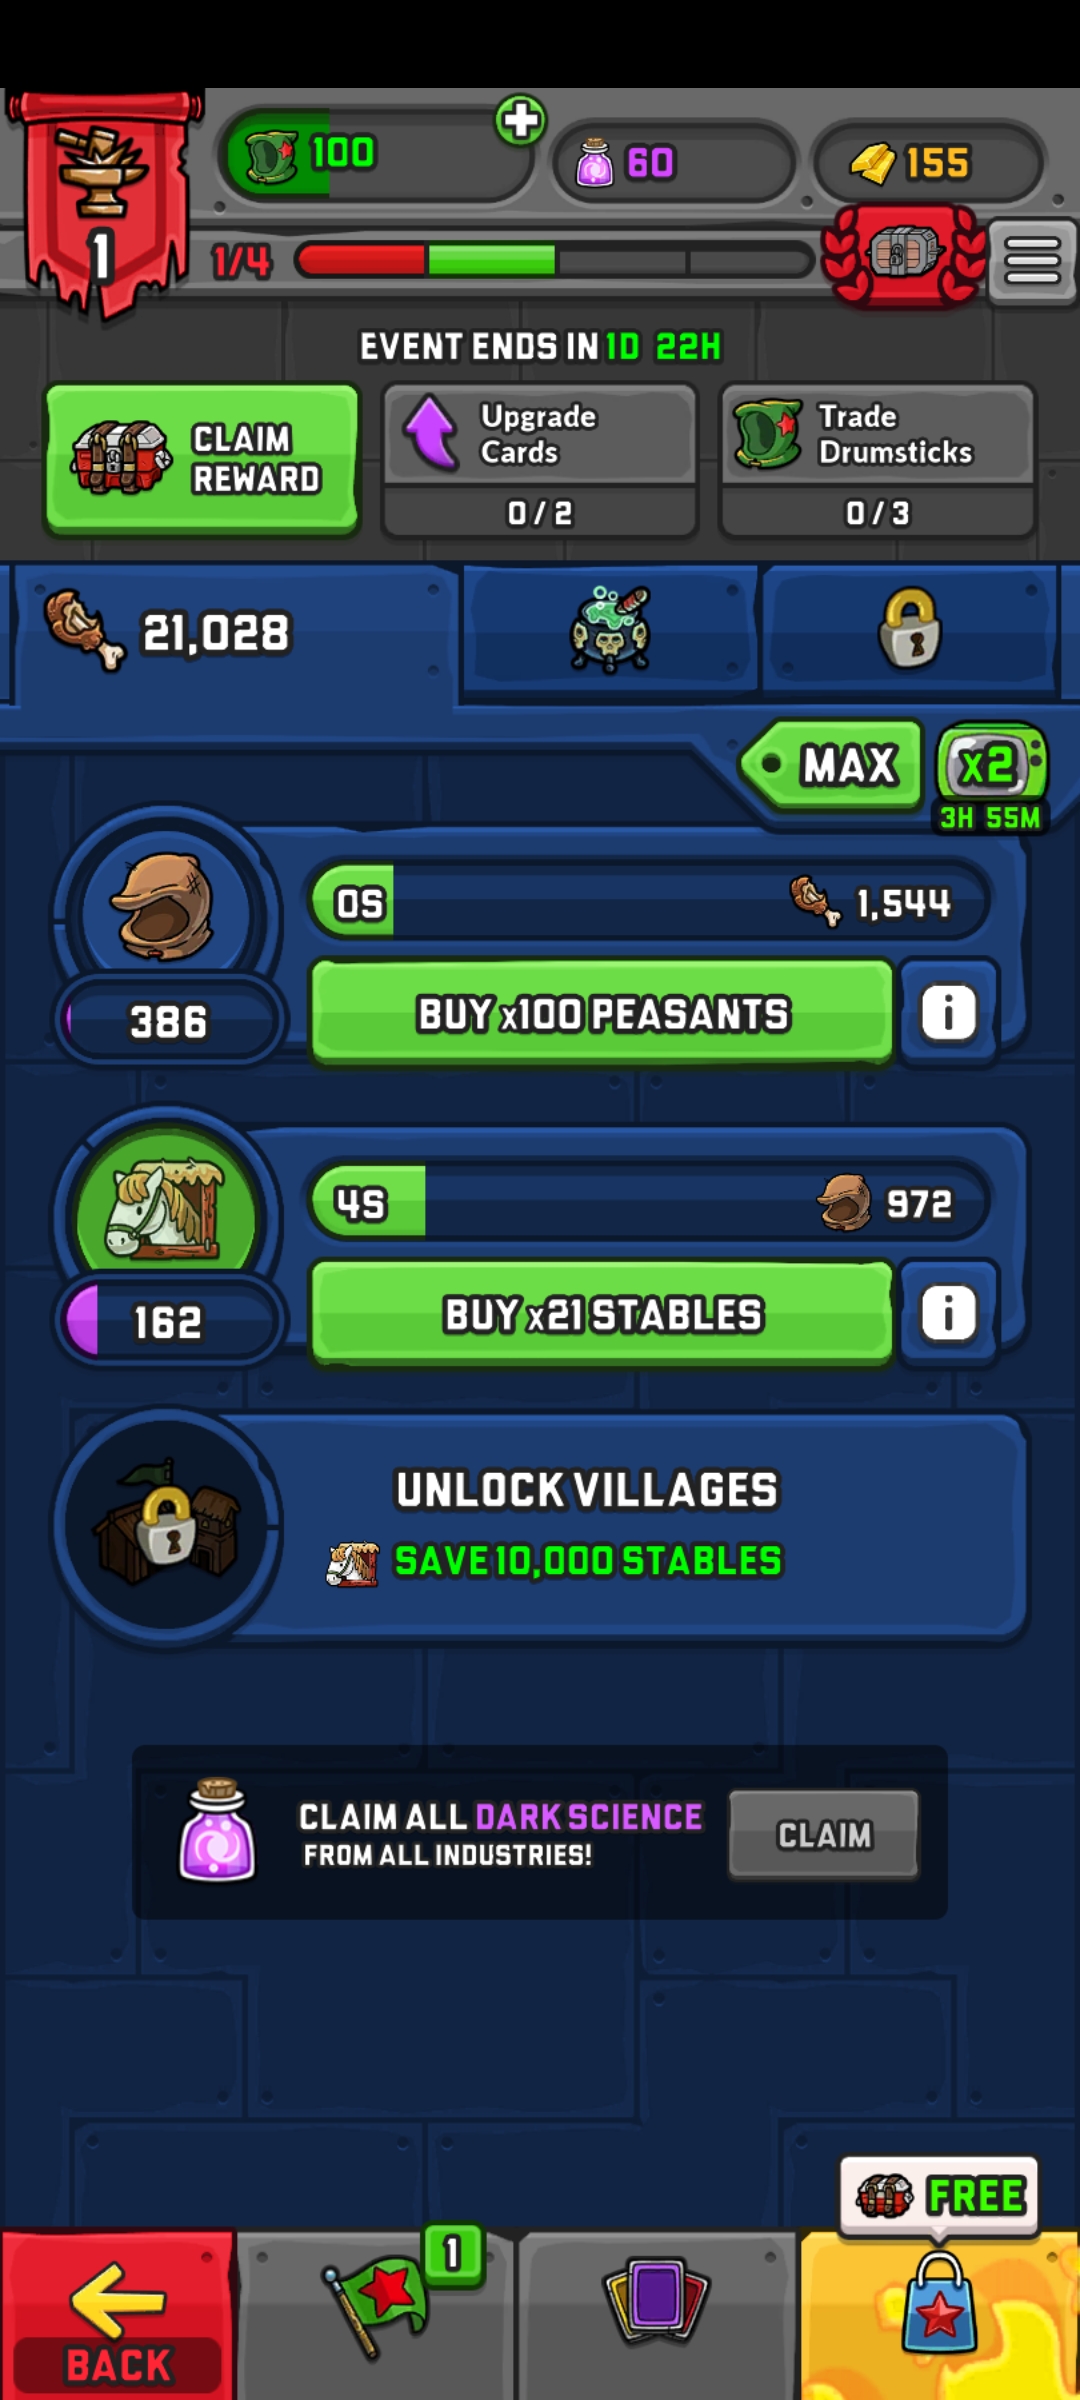 100
60
155
1
1/4
EVENT ENDS IN 1D 22H
CLAIM
REWARD
Upgrade
Cards
0/2
Trade
Drumsticks
0/3
21,028
MAX
x2
3H 55M
0S
1,544
386
BUY x100 PEASANTS
i
4S
972
162
BUY x21 STABLES
i
UNLOCK VILLAGES
SAVE 10,000 STABLES
CLAIM ALL DARK SCIENCE
FROM ALL INDUSTRIES!
CLAIM
FREE
1
BACK